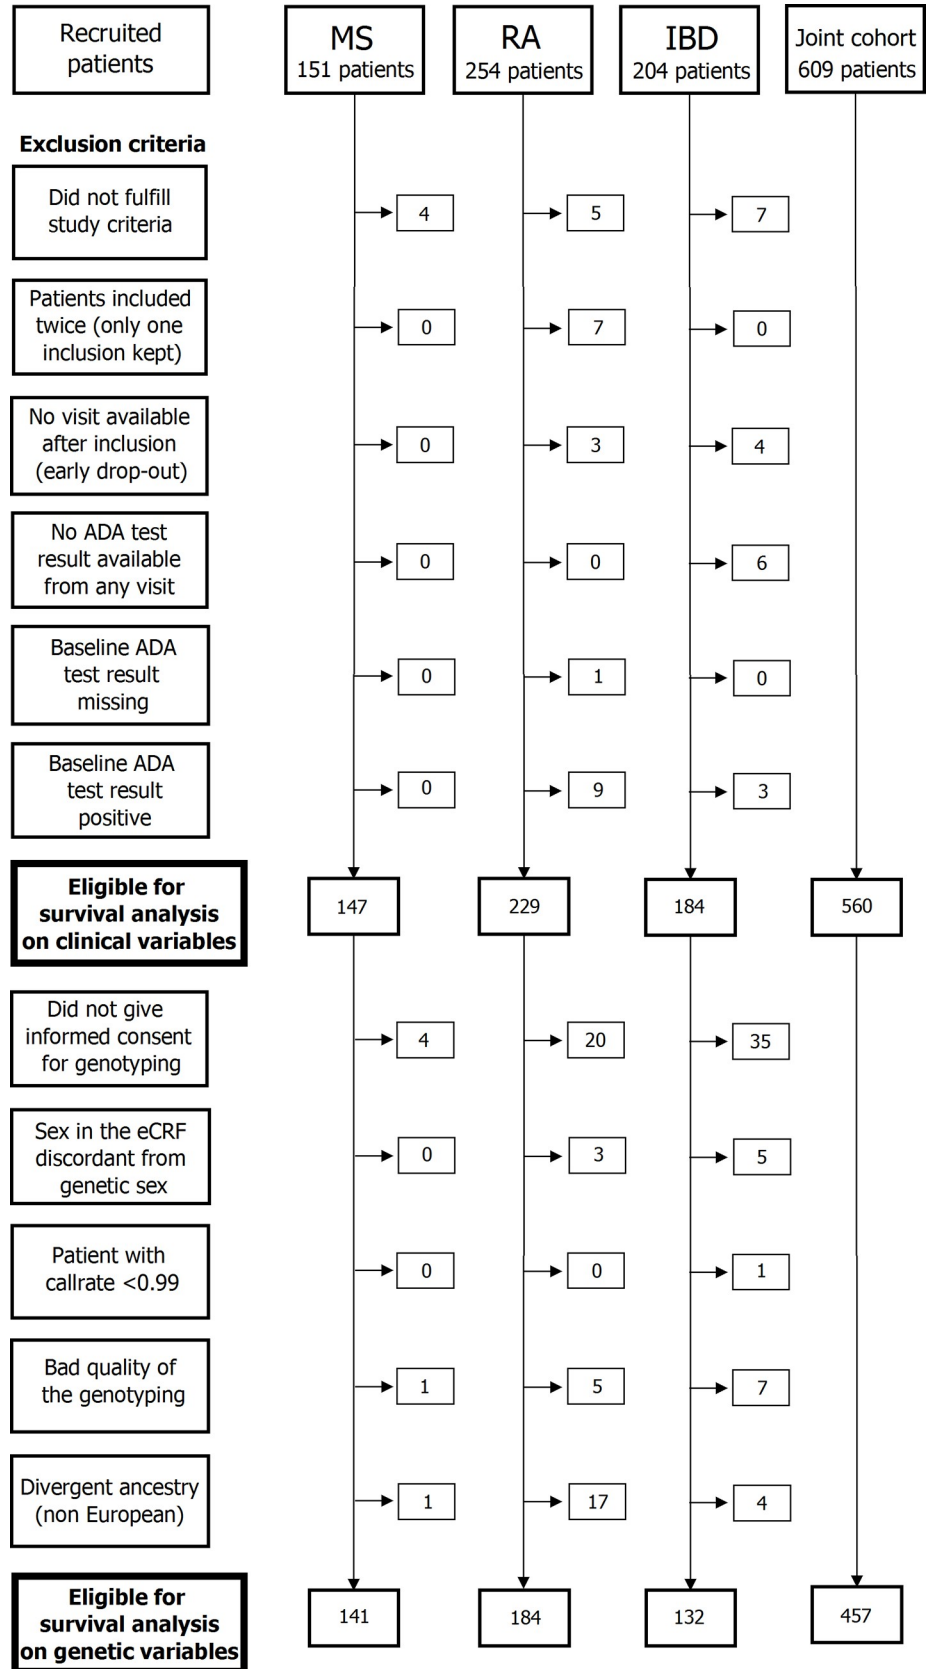 Recruited
patients
MS
151 patients
RA
254 patients
IBD
204 patients
Joint cohort
609 patients
Exclusion criteria
Did not fulfill
study criteria
4
5
7
Patients included
twice (only one
inclusion kept)
0
7
0
No visit available
after inclusion
(early drop-out)
0
3
4
No ADA test
result available
from any visit
0
0
6
Baseline ADA
test result
missing
0
1
0
Baseline ADA
test result
positive
0
9
3
Eligible for
survival analysis
on clinical variables
147
229
184
560
Did not give
informed consent
for genotyping
4
20
35
Sex in the eCRF
discordant from
genetic sex
0
3
5
Patient with
callrate <0.99
0
0
1
Bad quality of
the genotyping
1
5
7
Divergent ancestry
(non European)
1
17
4
Eligible for
survival analysis
on genetic variables
141
184
132
457